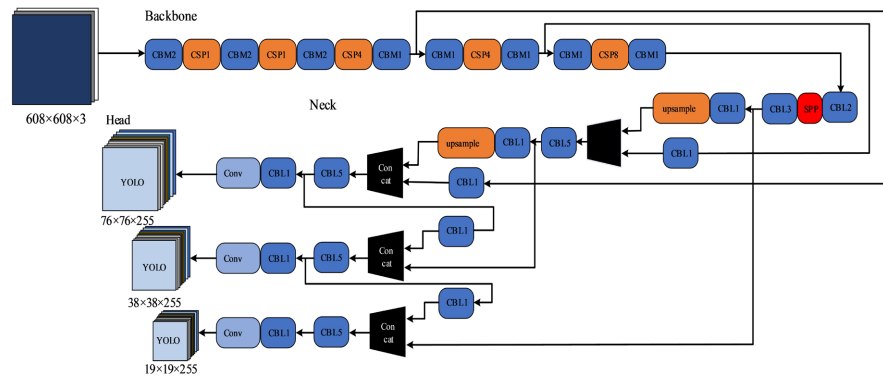 Backbone
CBM2 CSP1 CBM2 CSP1 CBM2 CSP4 CBM1 CBM1 CSP4 CBM1 CBM1 CSP8 CBM1
608×608×3
Neck
upsample CBL1 CBL3 SPP CBL2
Head
upsample CBL1 CBL5 CBL1
YOLO Conv CBL1 CBL5 Con
cat
CBL1
76×76×255
CBL1
YOLO Conv CBL1 CBL5 Con
cat
38×38×255
CBL1
YOLO Conv CBL1 CBL5 Con
cat
19×19×255